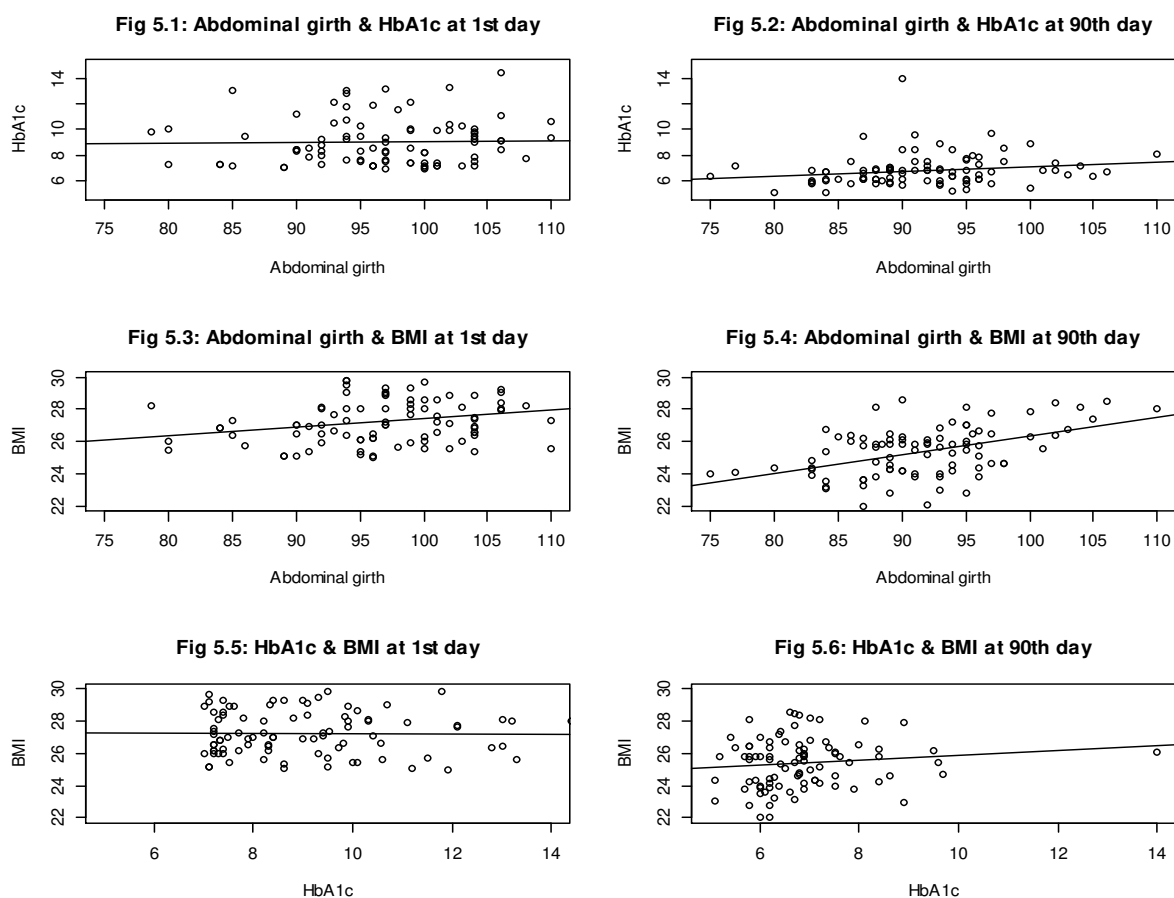 Fig 5.1: Abdominal girth & HbA1c at 1st day
HbA1c
14
10
8
6
75 80 85 90 95 100 105 110
Abdominal girth
Fig 5.2: Abdominal girth & HbA1c at 90th day
HbA1c
14
10
8
6
75 80 85 90 95 100 105 110
Abdominal girth
Fig 5.3: Abdominal girth & BMI at 1st day
BMI
30
28
26
24
22
75 80 85 90 95 100 105 110
Abdominal girth
Fig 5.4: Abdominal girth & BMI at 90th day
BMI
30
28
26
24
22
75 80 85 90 95 100 105 110
Abdominal girth
Fig 5.5: HbA1c & BMI at 1st day
BMI
30
28
26
24
22
6 8 10 12 14
HbA1c
Fig 5.6: HbA1c & BMI at 90th day
BMI
30
28
26
24
22
6 8 10 12 14
HbA1c